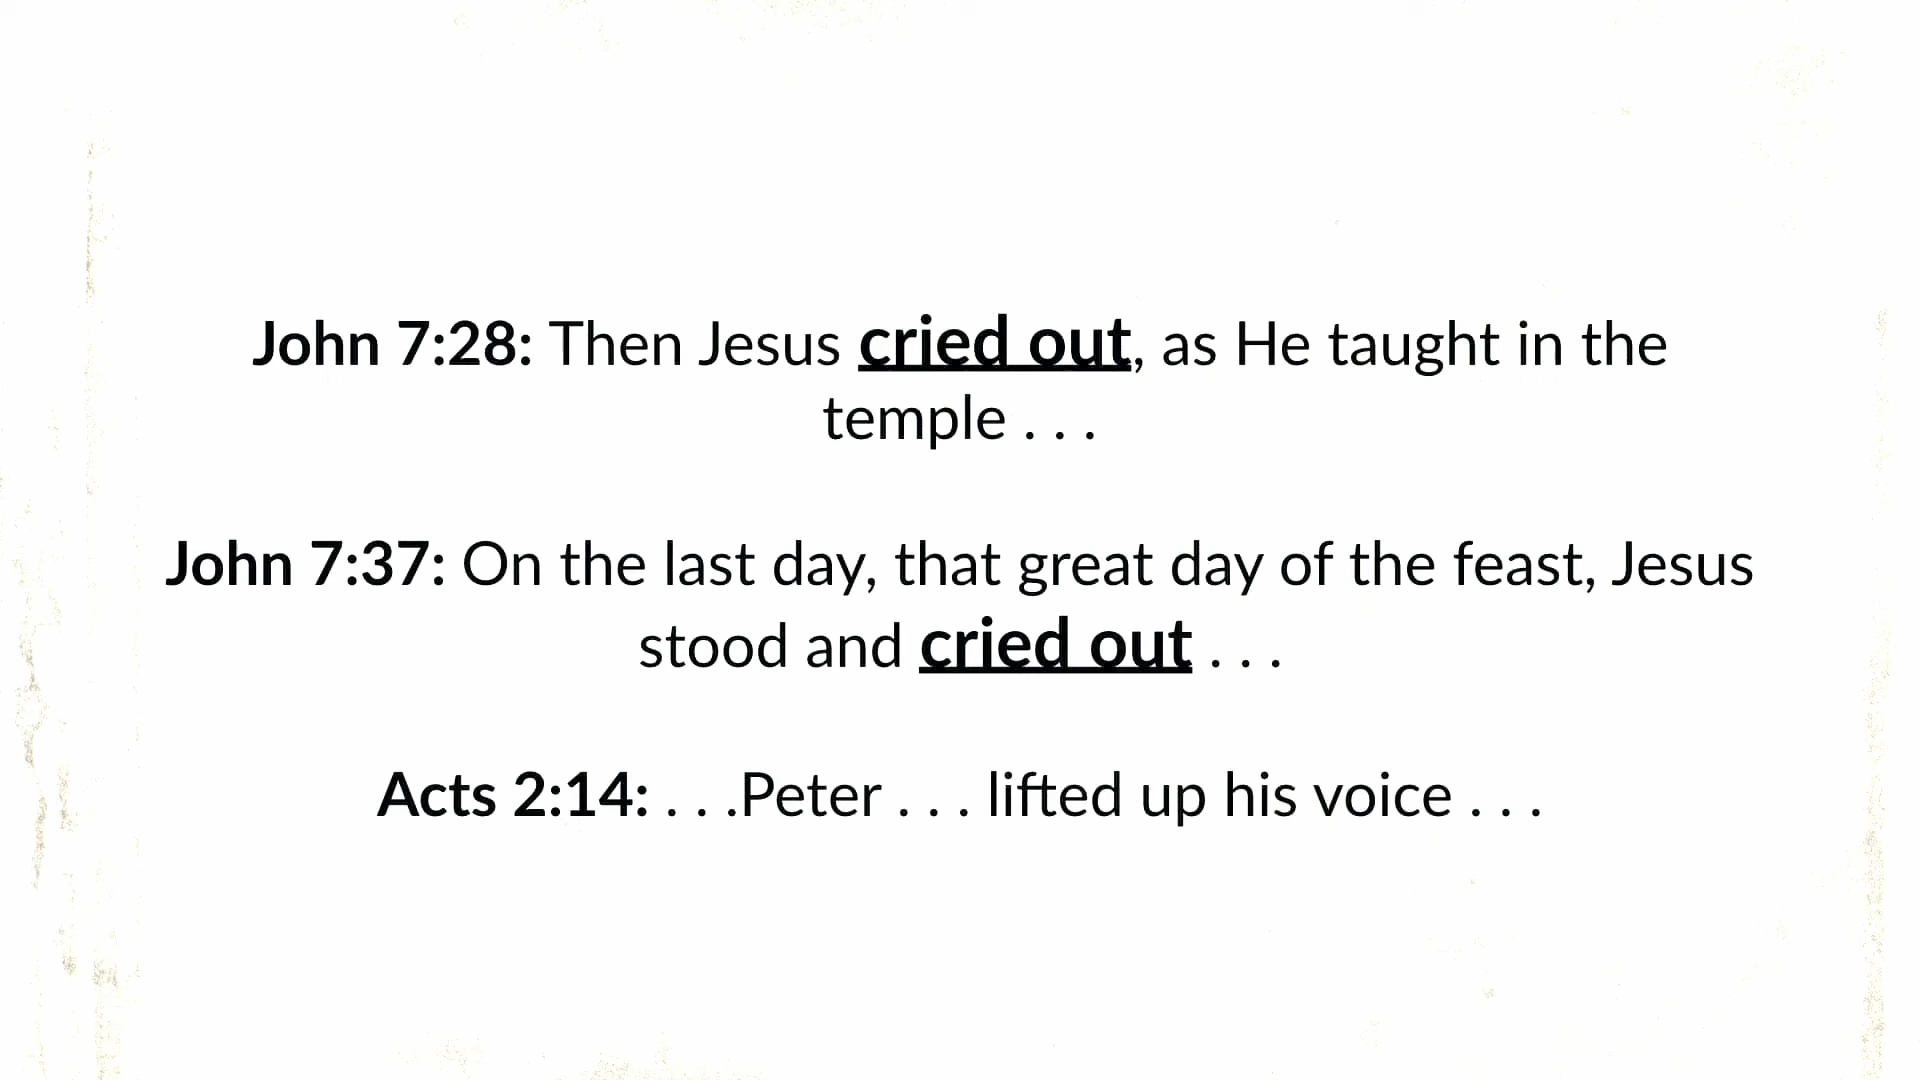 John 7:28: Then Jesus cried out, as He taught in the
temple . . .
John 7:37: On the last day, that great day of the feast, Jesus
stood and cried out . . .
Acts 2:14: . . .Peter . . . lifted up his voice . . .